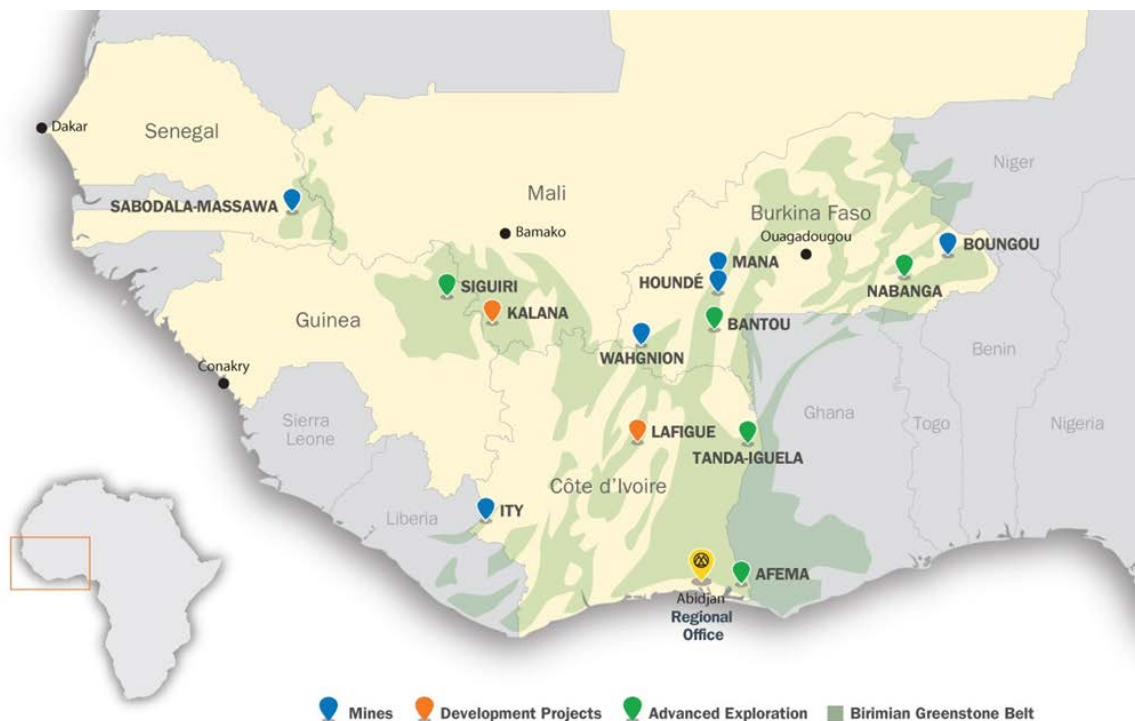 Dakar
Senegal
Niger
SABODALA-MASSAWA
Mali
Burkina Faso
Bamako
Ouagadougou
BOUNGOU
MANA
HOUNDÉ
SIGUIRI
NABANGA
KALANA
Guinea
BANTOU
WAHGNION
Benin
Conakry
Ghana
Togo
Nigeria
Sierra
Leone
LAFIGUE
TANDA-IGUELA
Côte d’Ivoire
ITY
Liberia
AFEMA
Abidjan
Regional
Office
Mines Development Projects Advanced Exploration Birimian Greenstone Belt